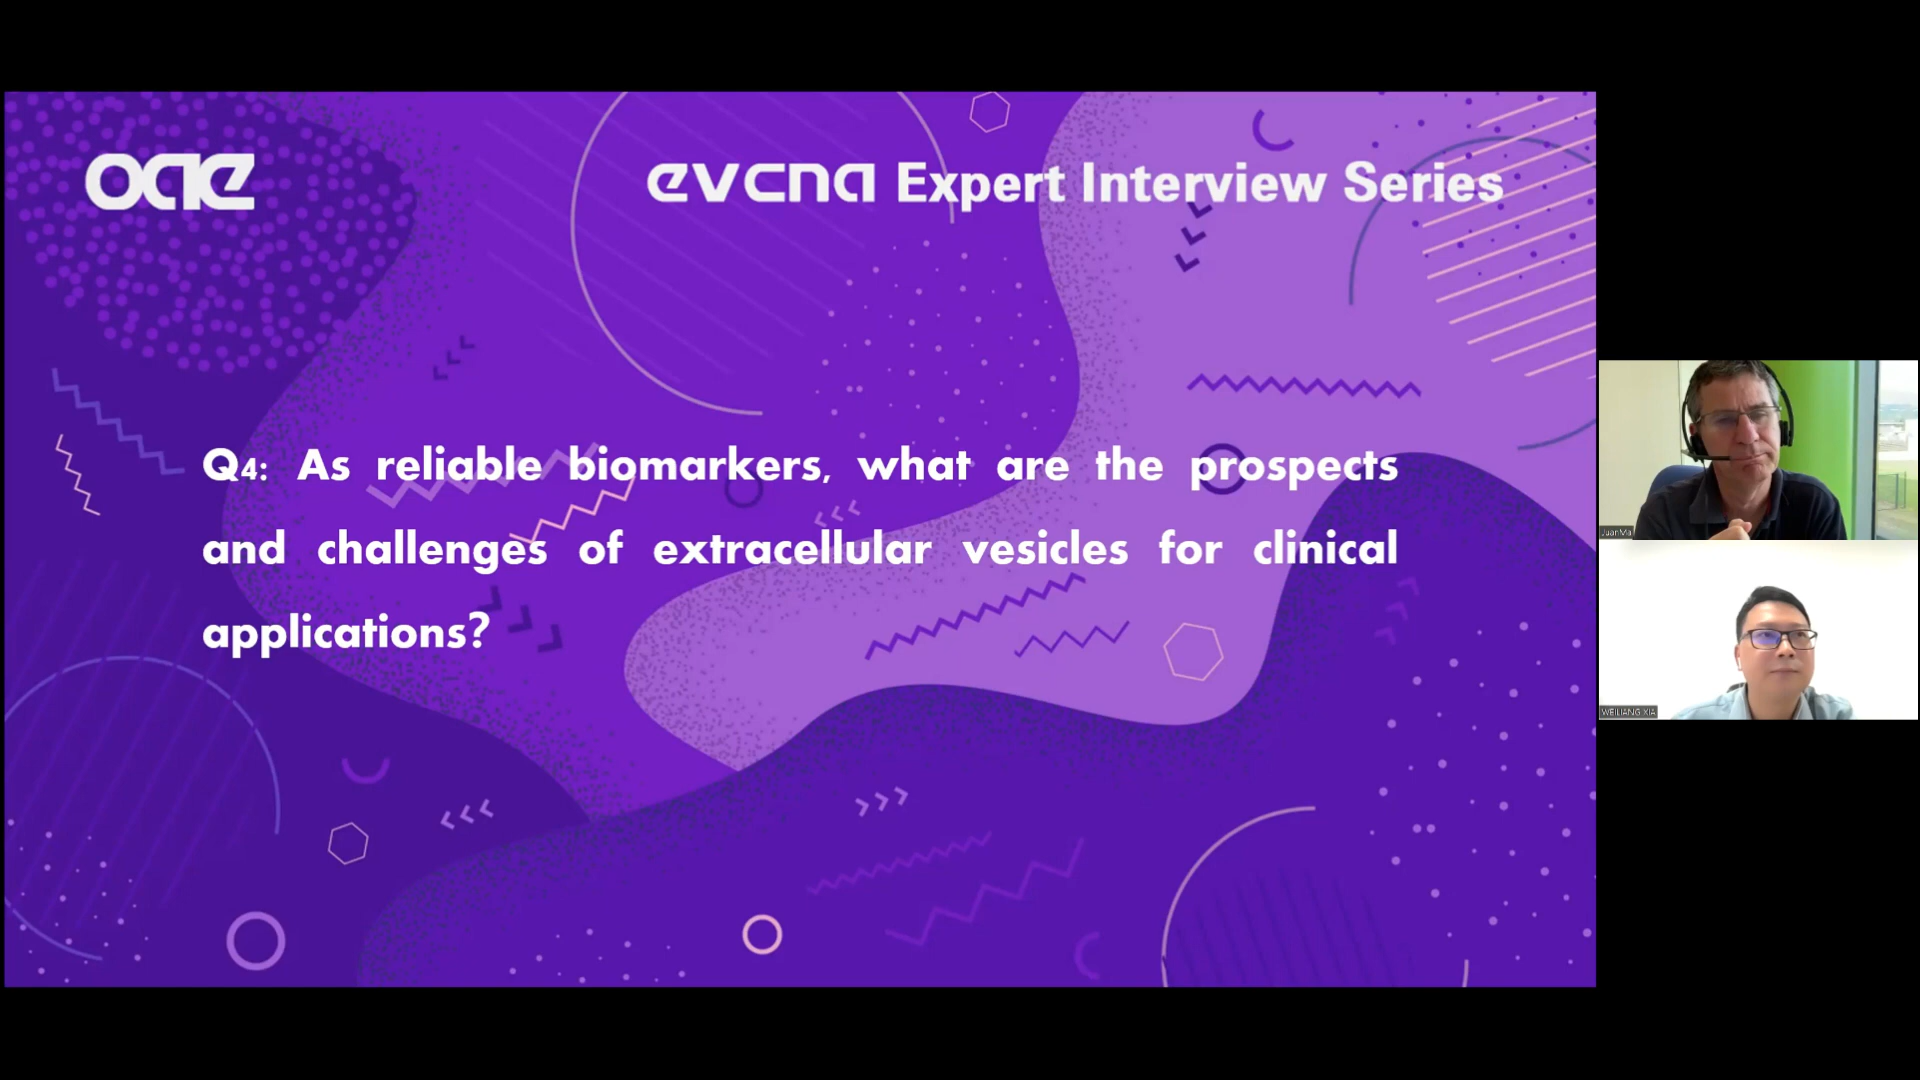 oae
evcna Expert Interview Series
Q4: As reliable biomarkers, what are the prospects
and challenges of extracellular vesicles for clinical
applications?
JuanMa
WEILIANG XIA